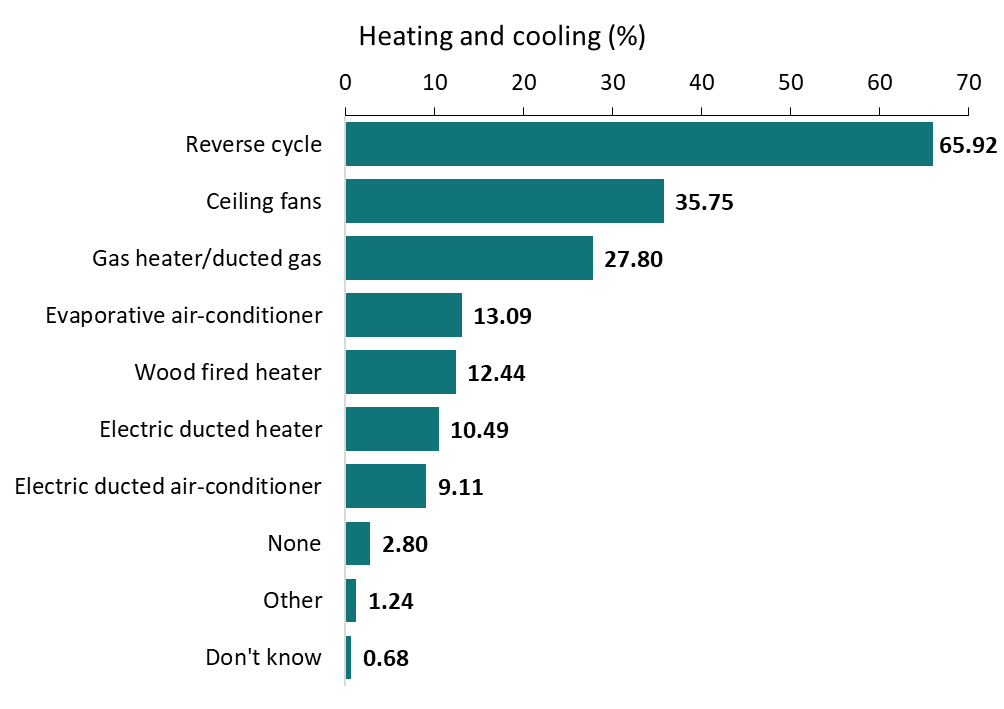 Heating and cooling (%)
0 10 20 30 40 50 60 70
Reverse cycle 65.92
Ceiling fans 35.75
Gas heater/ducted gas 27.80
Evaporative air-conditioner 13.09
Wood fired heater 12.44
Electric ducted heater 10.49
Electric ducted air-conditioner 9.11
None 2.80
Other 1.24
Don't know 0.68